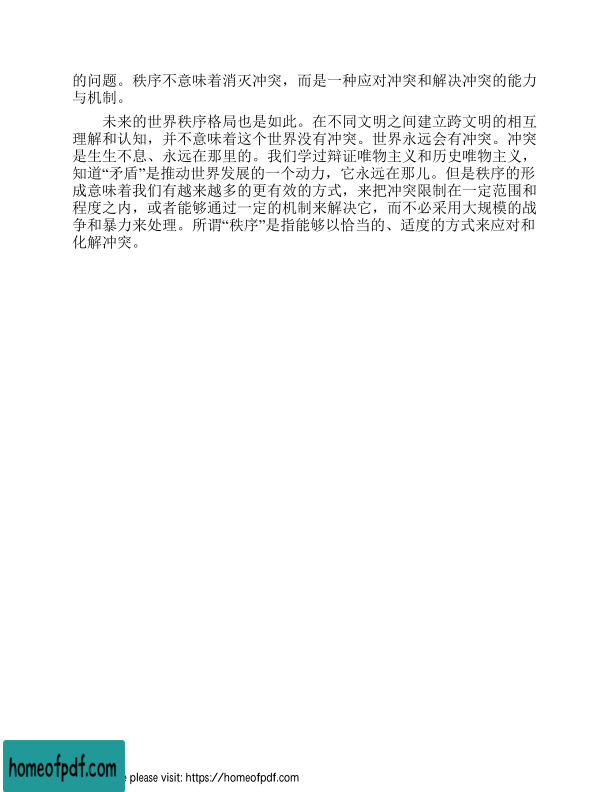 的问题。秩序不意味着消灭冲突，而是一种应对冲突和解决冲突的能力
与机制。
未来的世界秩序格局也是如此。在不同文明之间建立跨文明的相互
理解和认知，并不意味着这个世界没有冲突。世界永远会有冲突。冲突
是生生不息、永远在那里的。我们学过辩证唯物主义和历史唯物主义，
知道“矛盾”是推动世界发展的一个动力，它永远在那儿。但是秩序的形
成意味着我们有越来越多的更有效的方式，来把冲突限制在一定范围和
程度之内，或者能够通过一定的机制来解决它，而不必采用大规模的战
争和暴力来处理。所谓“秩序”是指能够以恰当的、适度的方式来应对和
化解冲突。
homeofpdf.com
please visit: https://homeofpdf.com